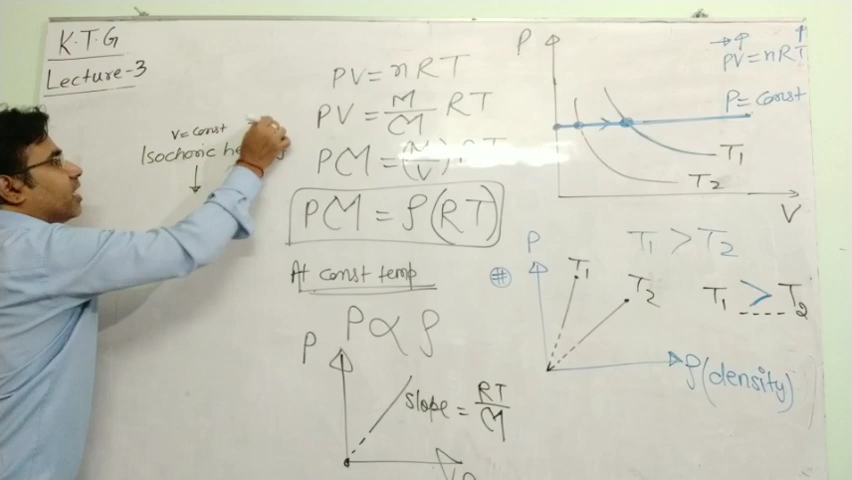 K.T.G
Lecture-3
V = const
Isochoric
PV = nRT
PV = M/M RT
PM = ρ(RT)
At const temp
P ∝ ρ
P
slope = RT/M
P
PV = nRT
P = const
T₁
T₂
V
T₁ > T₂
P
T₁
T₂
T₁ > T₂
ρ(density)